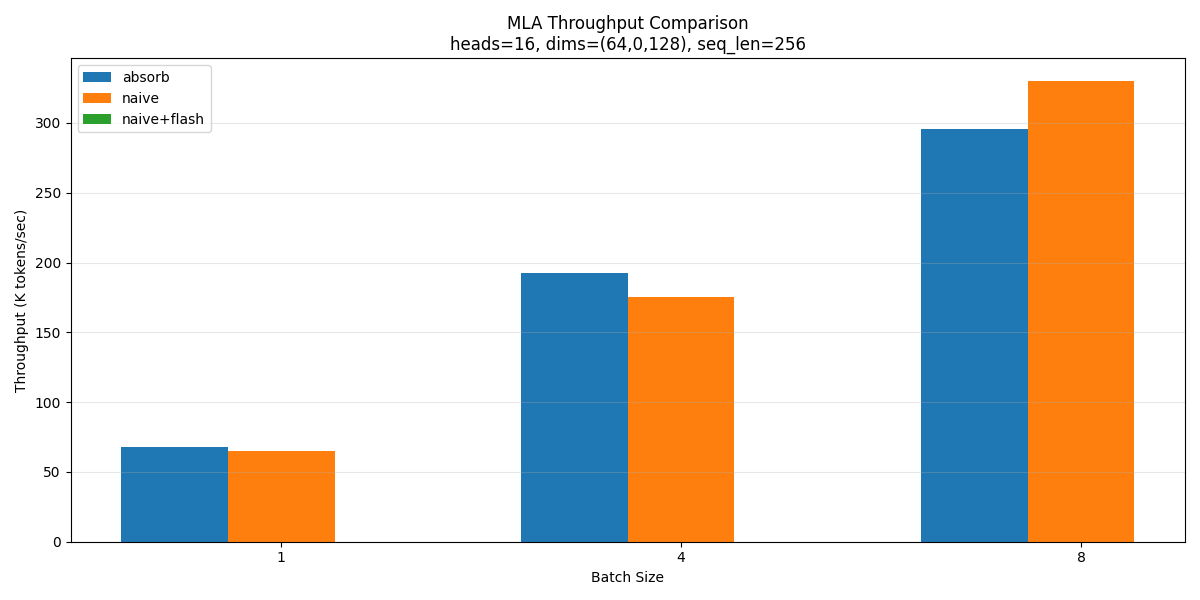 MLA Throughput Comparison
heads=16, dims=(64,0,128), seq_len=256
absorb
naive
naive+flash
Throughput (K tokens/sec)
300
250
200
150
100
50
0
1
4
8
Batch Size